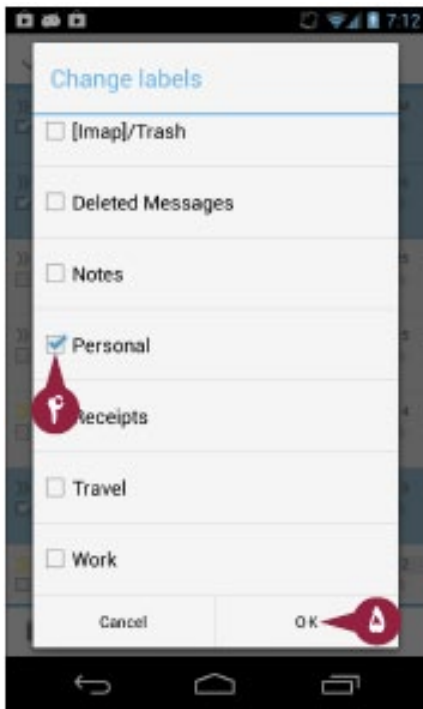 7:12
Change labels
[Imap]/Trash
Deleted Messages
Notes
Personal
۴
Receipts
Travel
Work
Cancel
OK
۵